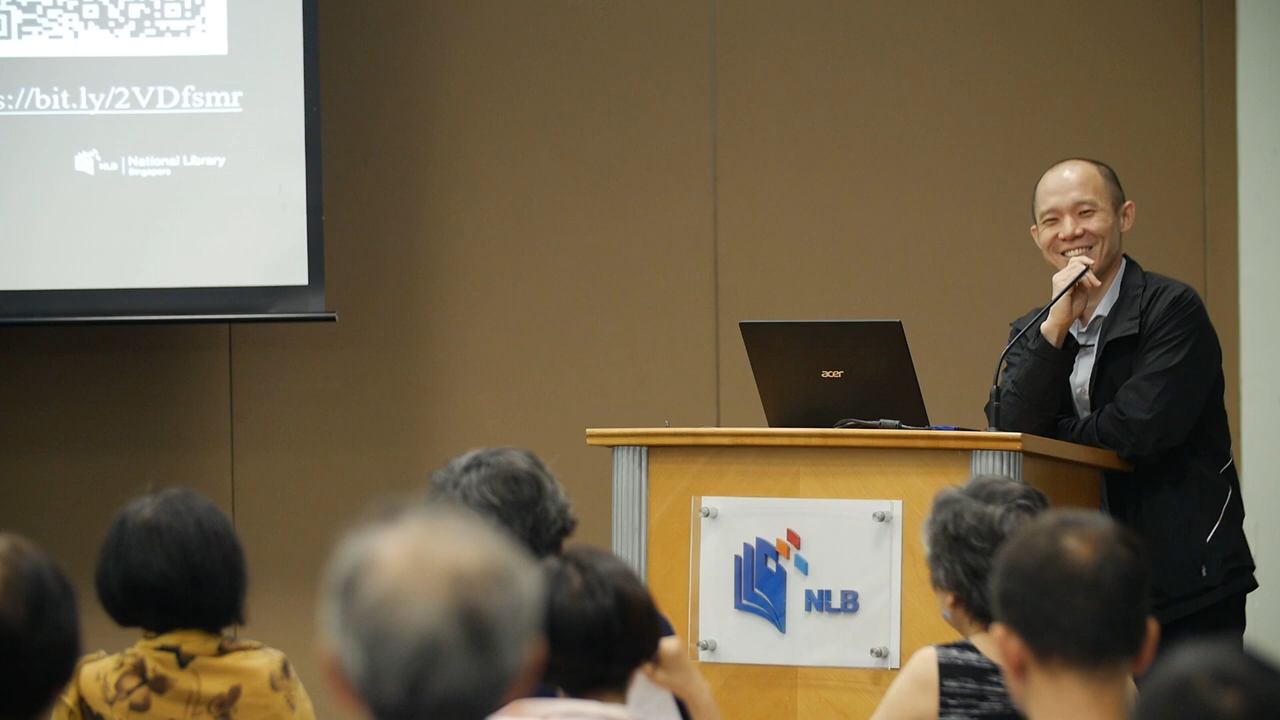 s://bit.ly/2VDfsmr
NLB | National Library
Singapore
acer
NLB